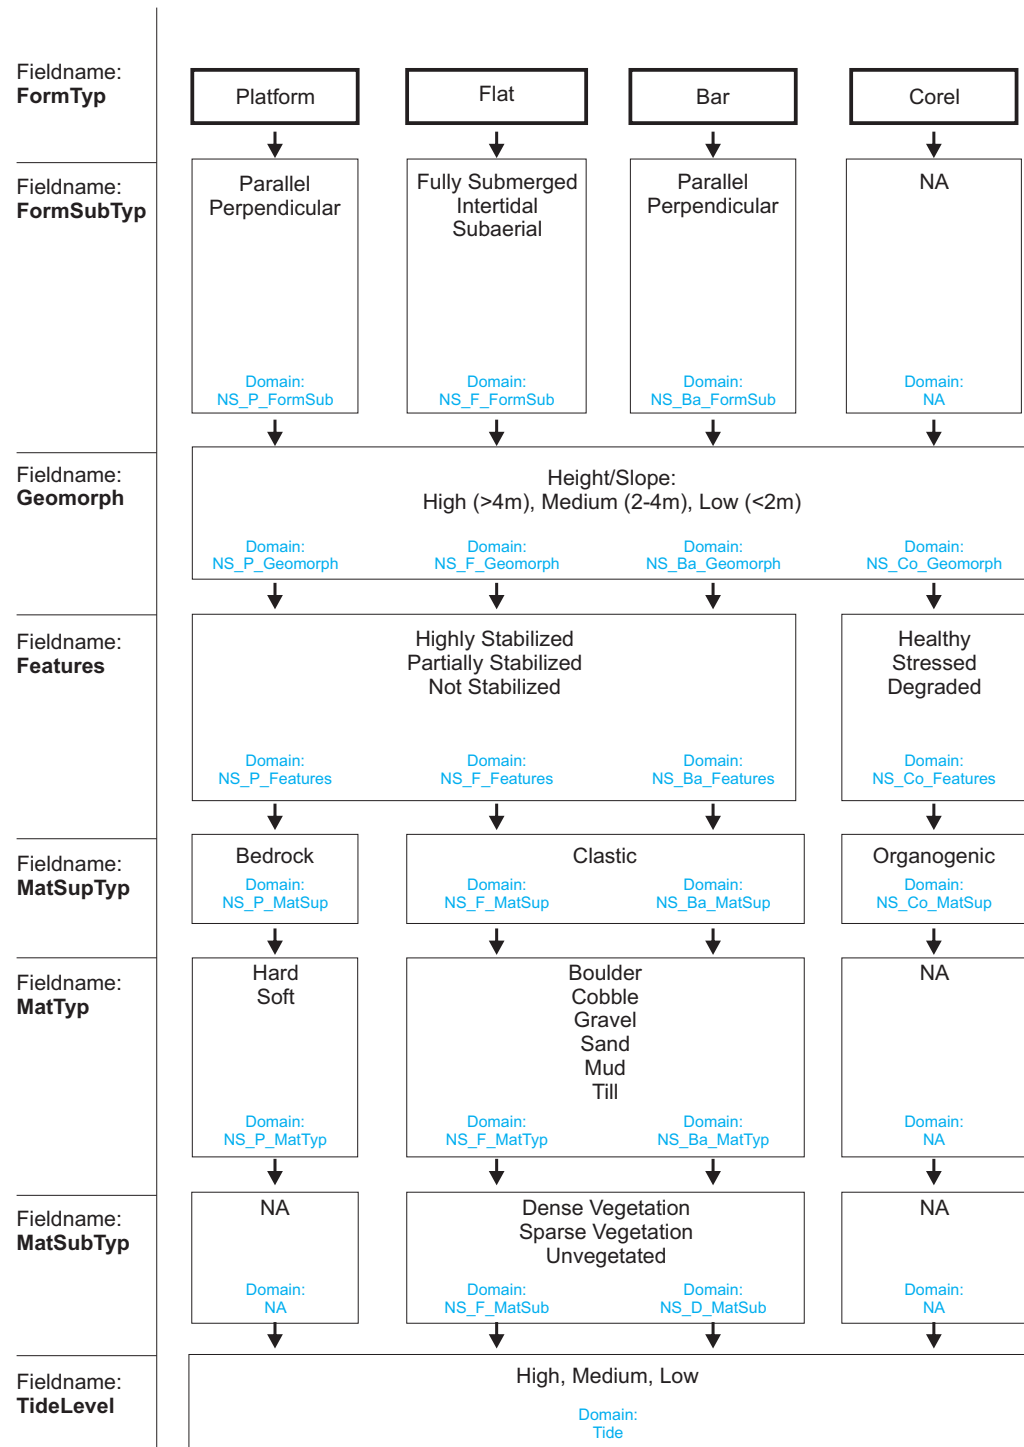 Fieldname:
FormTyp
Platform
Flat
Bar
Corel
Fieldname:
FormSubTyp
Parallel
Perpendicular
Domain:
NS_P_FormSub
Fully Submerged
Intertidal
Subaerial
Domain:
NS_F_FormSub
Parallel
Perpendicular
Domain:
NS_Ba_FormSub
NA
Domain:
NA
Fieldname:
Geomorph
Height/Slope:
High (>4m), Medium (2-4m), Low (<2m)
Domain:
NS_P_Geomorph
Domain:
NS_F_Geomorph
Domain:
NS_Ba_Geomorph
Domain:
NS_Co_Geomorph
Fieldname:
Features
Highly Stabilized
Partially Stabilized
Not Stabilized
Domain:
NS_P_Features
Domain:
NS_F_Features
Domain:
NS_Ba_Features
Healthy
Stressed
Degraded
Domain:
NS_Co_Features
Fieldname:
MatSupTyp
Bedrock
Domain:
NS_P_MatSup
Clastic
Domain:
NS_F_MatSup
Domain:
NS_Ba_MatSup
Organogenic
Domain:
NS_Co_MatSup
Fieldname:
MatTyp
Hard
Soft
Domain:
NS_P_MatTyp
Boulder
Cobble
Gravel
Sand
Mud
Till
Domain:
NS_F_MatTyp
Domain:
NS_Ba_MatTyp
NA
Domain:
NA
Fieldname:
MatSubTyp
NA
Domain:
NA
Dense Vegetation
Sparse Vegetation
Unvegetated
Domain:
NS_F_MatSub
Domain:
NS_D_MatSub
NA
Domain:
NA
Fieldname:
TideLevel
High, Medium, Low
Domain:
Tide